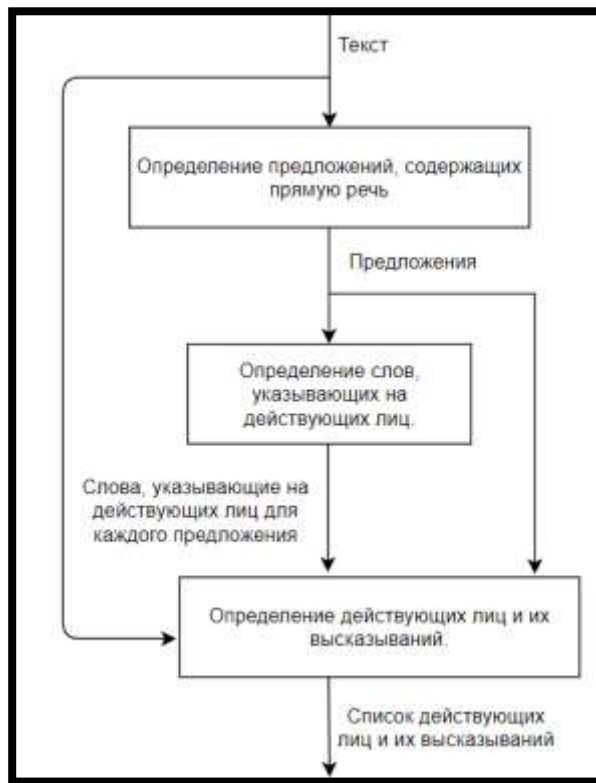 Текст
Определение предложений, содержащих
прямую речь
Предложения
Определение слов,
указывающих на
действующих лиц.
Слова, указывающие на
действующих лиц для
каждого предложения
Определение действующих лиц и их
высказываний.
Список действующих
лиц и их высказываний